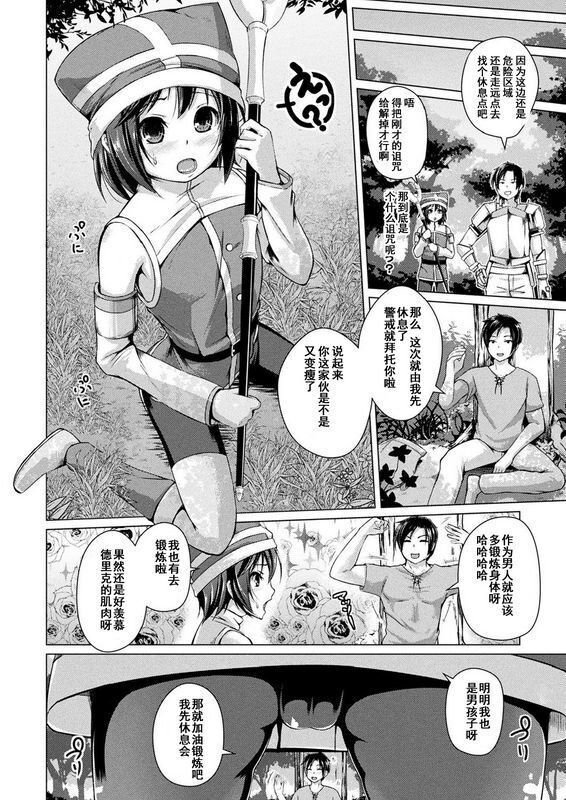 因为这边还是
危险区域
还是走远点去
找个休息点吧
唔
得把刚才的诅咒
给解掉才行啊
那到底是
个什么诅咒呢?
えっ?
ぷに
ぷに
那么 这次就由我先
休息了
警戒就拜托你啦
说起来
你这家伙是不是
又变瘦了
作为男人就应该
多锻炼身体呀
哈哈哈哈
我也有去
锻炼啦
果然还是好羡慕
德里克的肌肉呀
明明我也
是男孩子呀
那就加油锻炼吧
我先休息会